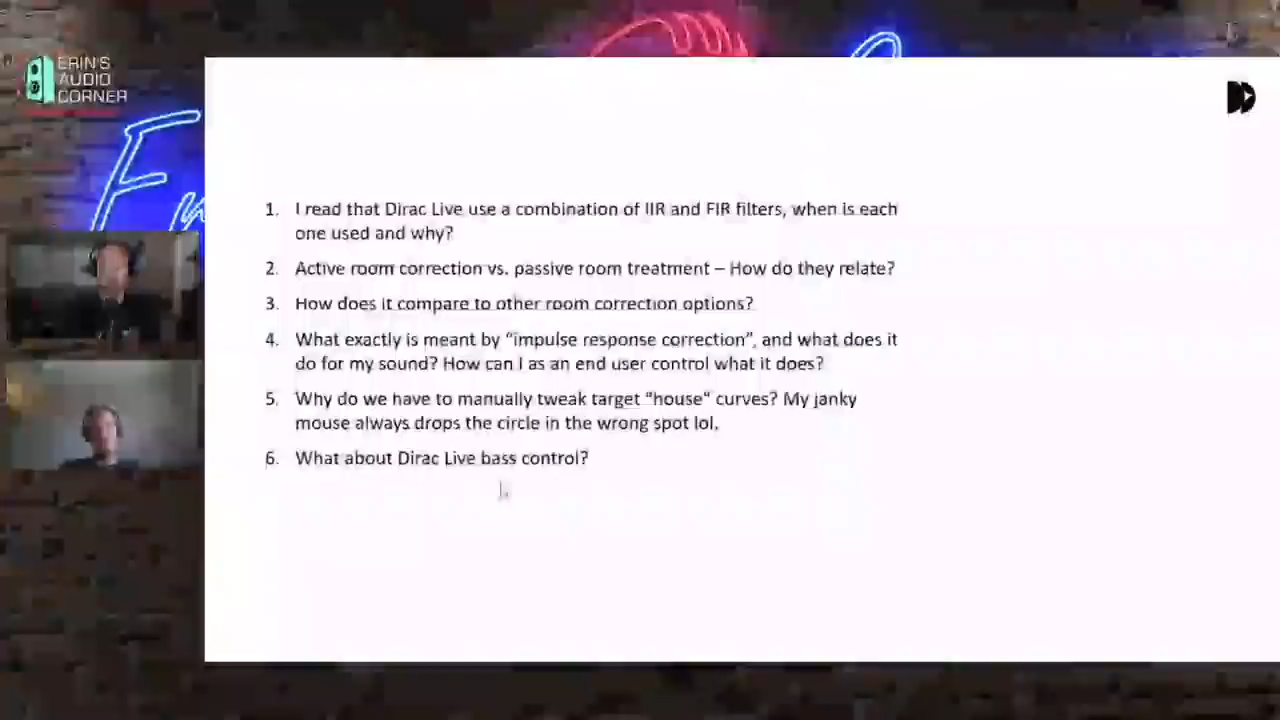 ERIN'S
AUDIO
CORNER
1. I read that Dirac Live use a combination of IIR and FIR filters, when is each
one used and why?
2. Active room correction vs. passive room treatment – How do they relate?
3. How does it compare to other room correction options?
4. What exactly is meant by “impulse response correction”, and what does it
do for my sound? How can I as an end user control what it does?
5. Why do we have to manually tweak target “house” curves? My janky
mouse always drops the circle in the wrong spot lol.
6. What about Dirac Live bass control?